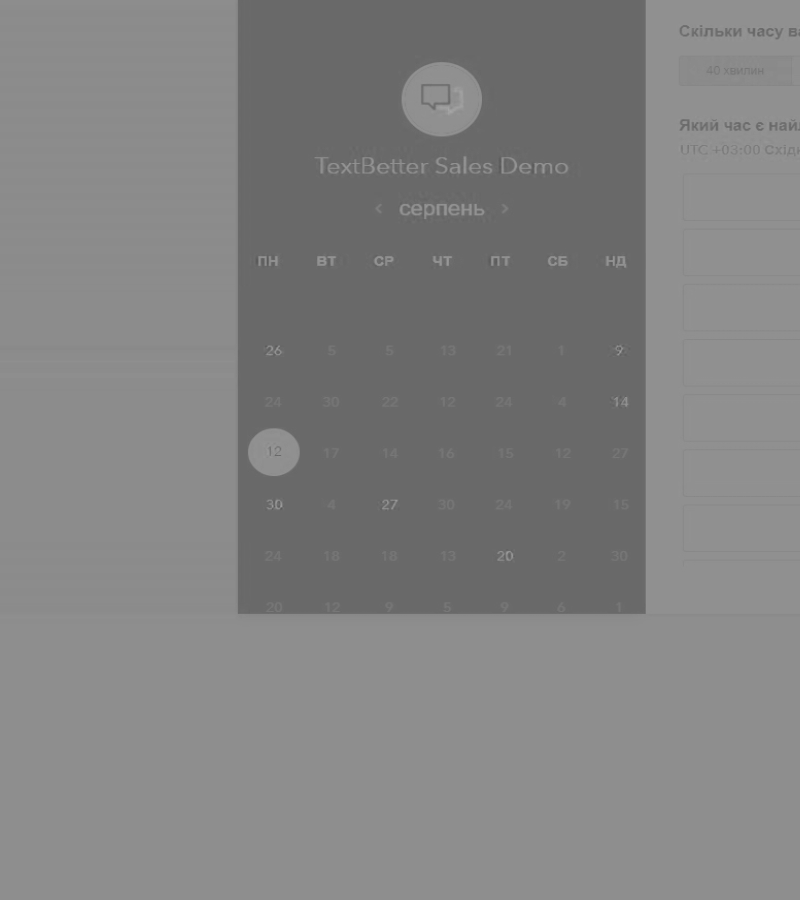 TextBetter Sales Demo
< серпень >
ПН ВТ СР ЧТ ПТ СБ НД
26 5 5 13 21 1 9
24 30 22 12 24 4 14
12 17 14 16 15 12 27
30 4 27 30 24 19 15
24 18 18 13 20 2 30
20 12 9 5 9 6 1
Скільки часу ва
40 хвилин
Який час є най
UTC +03:00 Східн